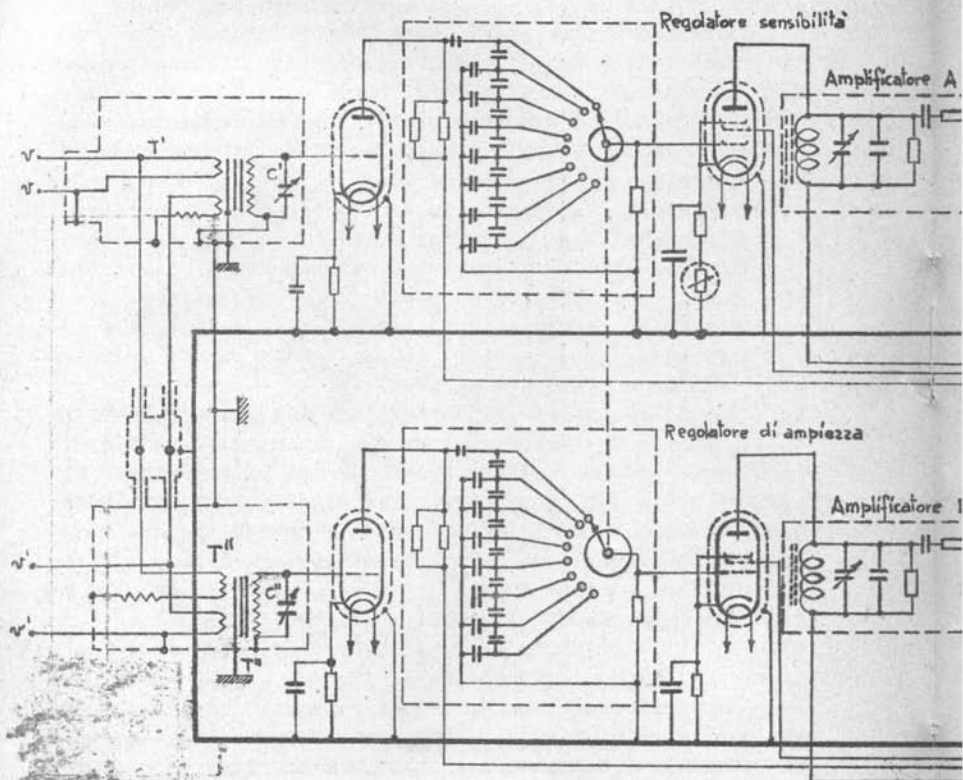 Regolatore sensibilità
Amplificatore A
T'
C'
v
v
Regolatore di ampiezza
Amplificatore
T"
C"
v'
v'
T"